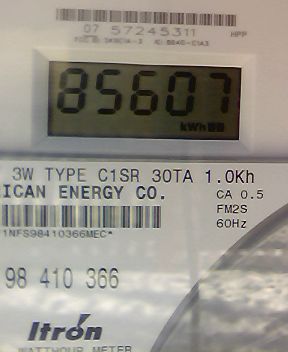 07 57245311 HPP
85607
kWh
3W TYPE C1SR 30TA 1.0Kh
ICAN ENERGY CO.
CA 0.5
FM2S
60Hz
1NFS98410366MEC*
98 410 366
Itron
WATTHOUR METER